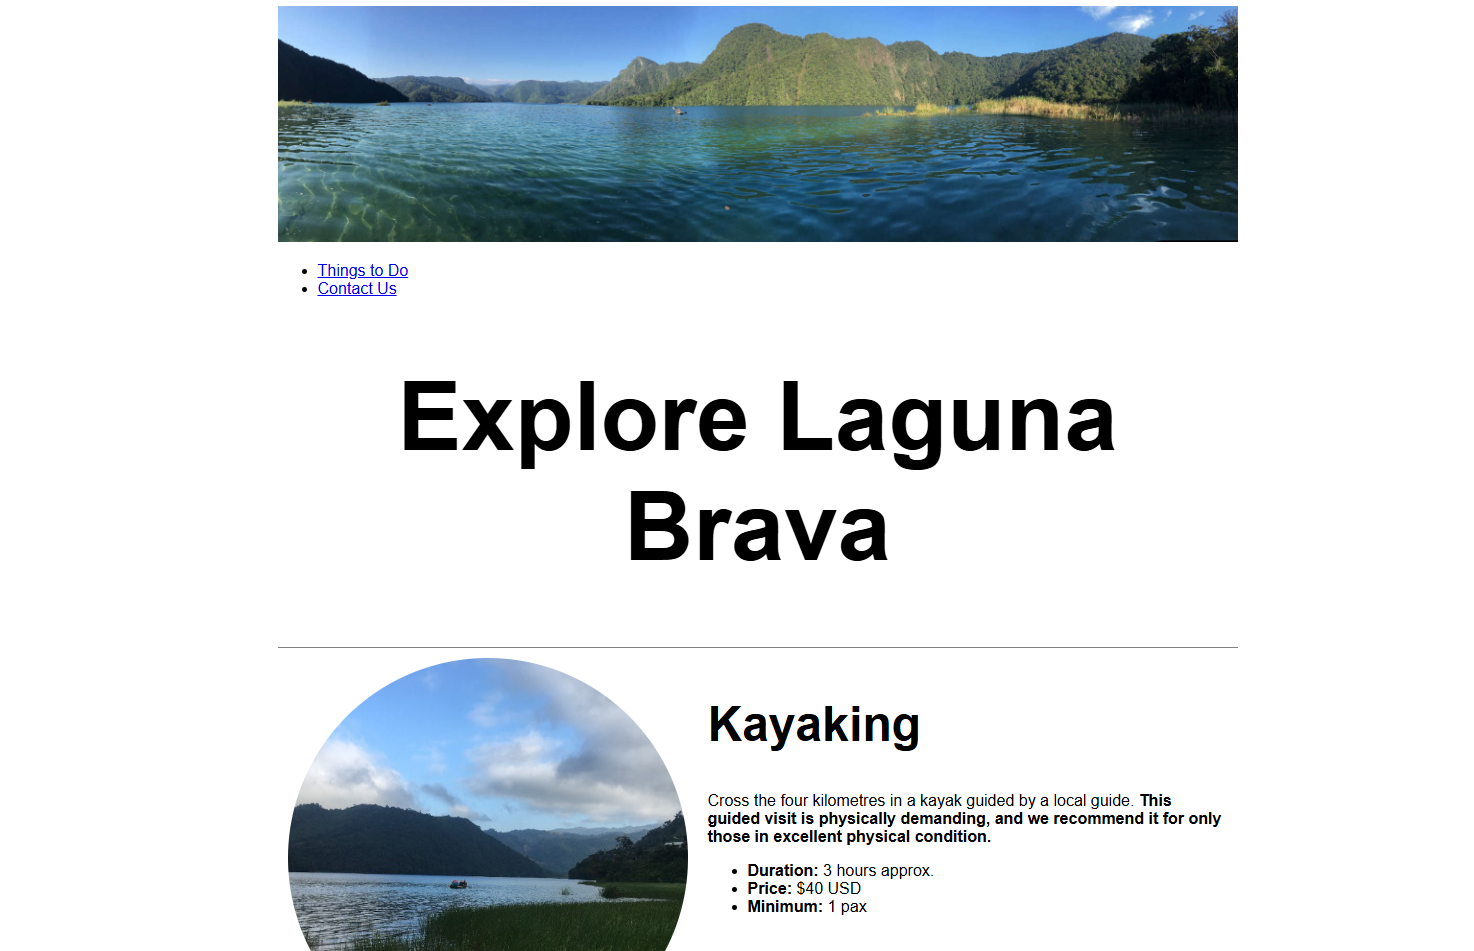 Things to Do
Contact Us
Explore Laguna
Brava
Kayaking
Cross the four kilometres in a kayak guided by a local guide. This
guided visit is physically demanding, and we recommend it for only
those in excellent physical condition.
Duration: 3 hours approx.
Price: $40 USD
Minimum: 1 pax